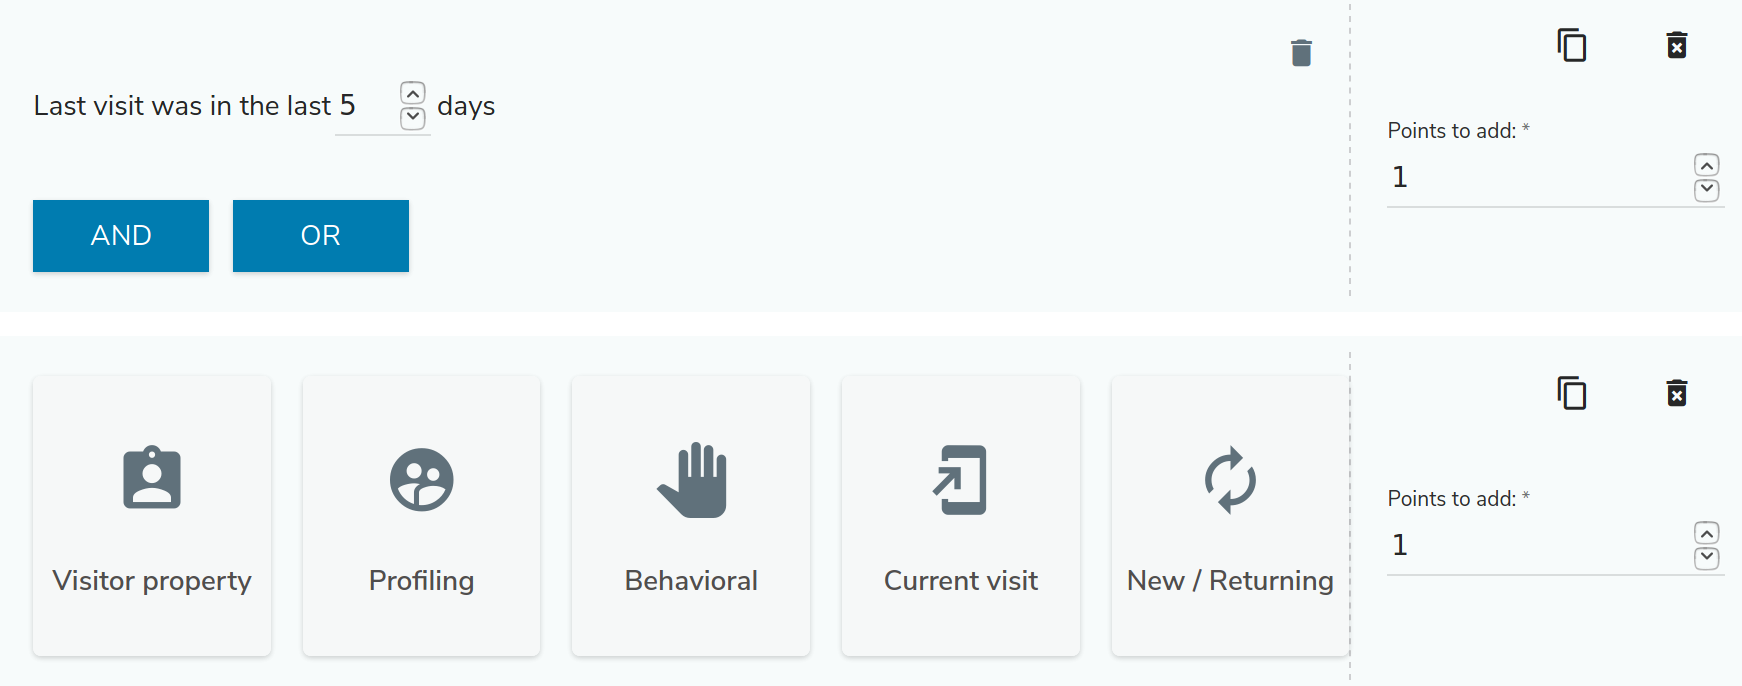 Last visit was in the last 5 days
Points to add: *
1
AND
OR
Visitor property
Profiling
Behavioral
Current visit
New / Returning
Points to add: *
1